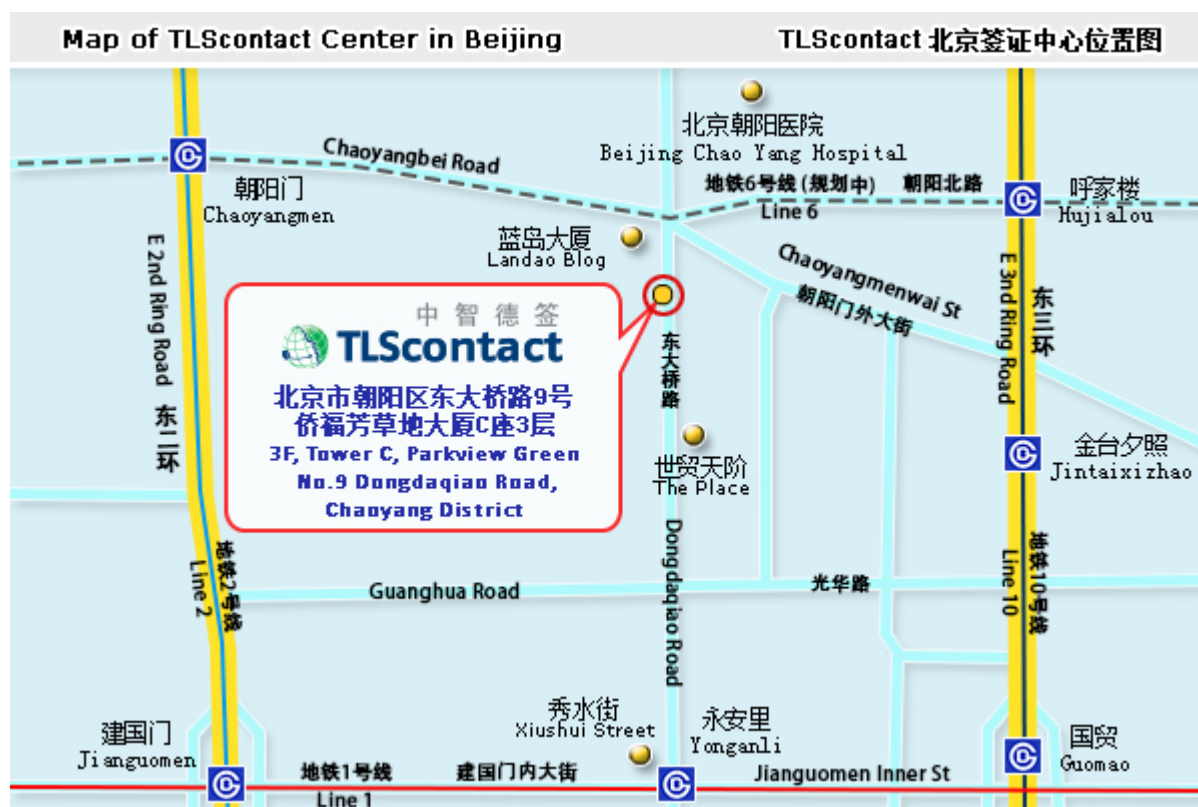 Map of TLScontact Center in Beijing
TLScontact 北京签证中心位置图
北京朝阳医院
Beijing Chao Yang Hospital
Chaoyangbei Road
地铁6号线 (规划中) 朝阳北路
Line 6
朝阳门
Chaoyangmen
呼家楼
Hujialou
蓝岛大厦
Landao Blog
E 2nd Ring Road 东二环
Chaoyangmenwai St
朝阳门外大街
E 3nd Ring Road
东三环
中智德签
TLScontact
北京市朝阳区东大桥路9号
侨福芳草地大厦C座3层
3F, Tower C, Parkview Green
No.9 Dongdaqiao Road,
Chaoyang District
东大桥路
世贸天阶
The Place
金台夕照
Jintaixizhao
地铁2号线
Line 2
Guanghua Road
光华路
Dongdaqiao Road
Line 10
地铁10号线
建国门
Jianguomen
秀水街
Xiushui Street
永安里
Yonganli
国贸
Guomao
地铁1号线
Line 1
建国门内大街
Jianguomen Inner St